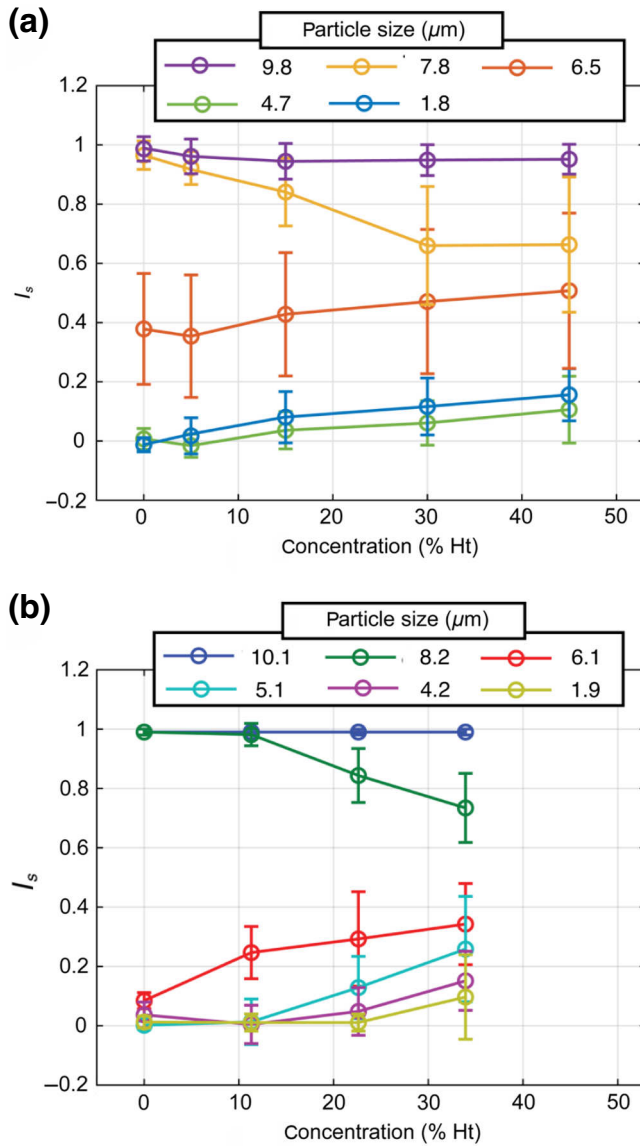 (a)
Particle size (μm)
9.8 7.8 6.5
4.7 1.8
1.2
1
0.8
0.6
0.4
0.2
0
−0.2
I_s
0 10 20 30 40 50
Concentration (% Ht)
(b)
Particle size (μm)
10.1 8.2 6.1
5.1 4.2 1.9
1.2
1
0.8
0.6
0.4
0.2
0
−0.2
I_s
0 10 20 30 40 50
Concentration (% Ht)